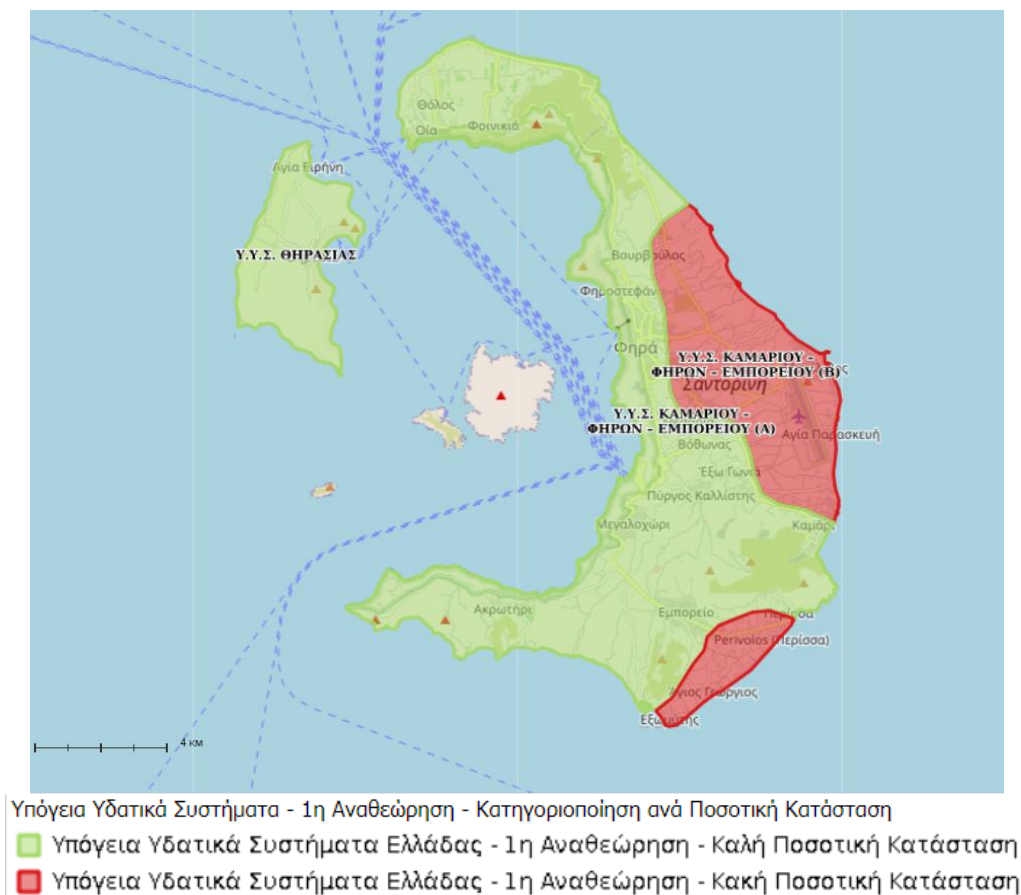 Θόλος
Οία
Φοινικιά
Αγία Ειρήνη
Υ.Υ.Σ. ΘΗΡΑΣΙΑΣ
Βουρβούλος
Φηροστεφάν
Φηρά
Υ.Υ.Σ. ΚΑΜΑΡΙΟΥ -
ΦΗΡΩΝ - ΕΜΠΟΡΕΙΟΥ (Β)
Σαντορίνη
Υ.Υ.Σ. ΚΑΜΑΡΙΟΥ -
ΦΗΡΩΝ - ΕΜΠΟΡΕΙΟΥ (Α)
Αγία Παρασκευή
Βόθωνας
Έξω Γωνιά
Πύργος Καλλίστης
Μεγαλοχώρι
Καμάρι
Ακρωτήρι
Εμπορείο
Περίσσα
Perivolos (Περίσσα)
Άγιος Γεώργιος
Εξωμύτης
4 км
Υπόγεια Υδατικά Συστήματα - 1η Αναθεώρηση - Κατηγοριοποίηση ανά Ποσοτική Κατάσταση
Υπόγεια Υδατικά Συστήματα Ελλάδας - 1η Αναθεώρηση - Καλή Ποσοτική Κατάσταση
Υπόγεια Υδατικά Συστήματα Ελλάδας - 1η Αναθεώρηση - Κακή Ποσοτική Κατάσταση